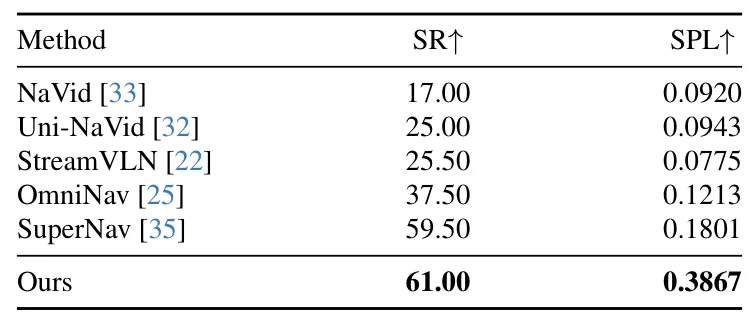 Method SR↑ SPL↑
NaVid [33] 17.00 0.0920
Uni-NaVid [32] 25.00 0.0943
StreamVLN [22] 25.50 0.0775
OmniNav [25] 37.50 0.1213
SuperNav [35] 59.50 0.1801
Ours 61.00 0.3867